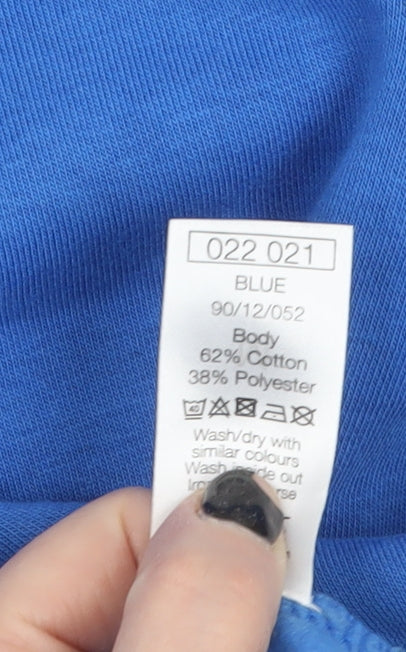 022 021
BLUE
90/12/052
Body
62% Cotton
38% Polyester
40
Wash/dry with
similar colours
Wash inside out